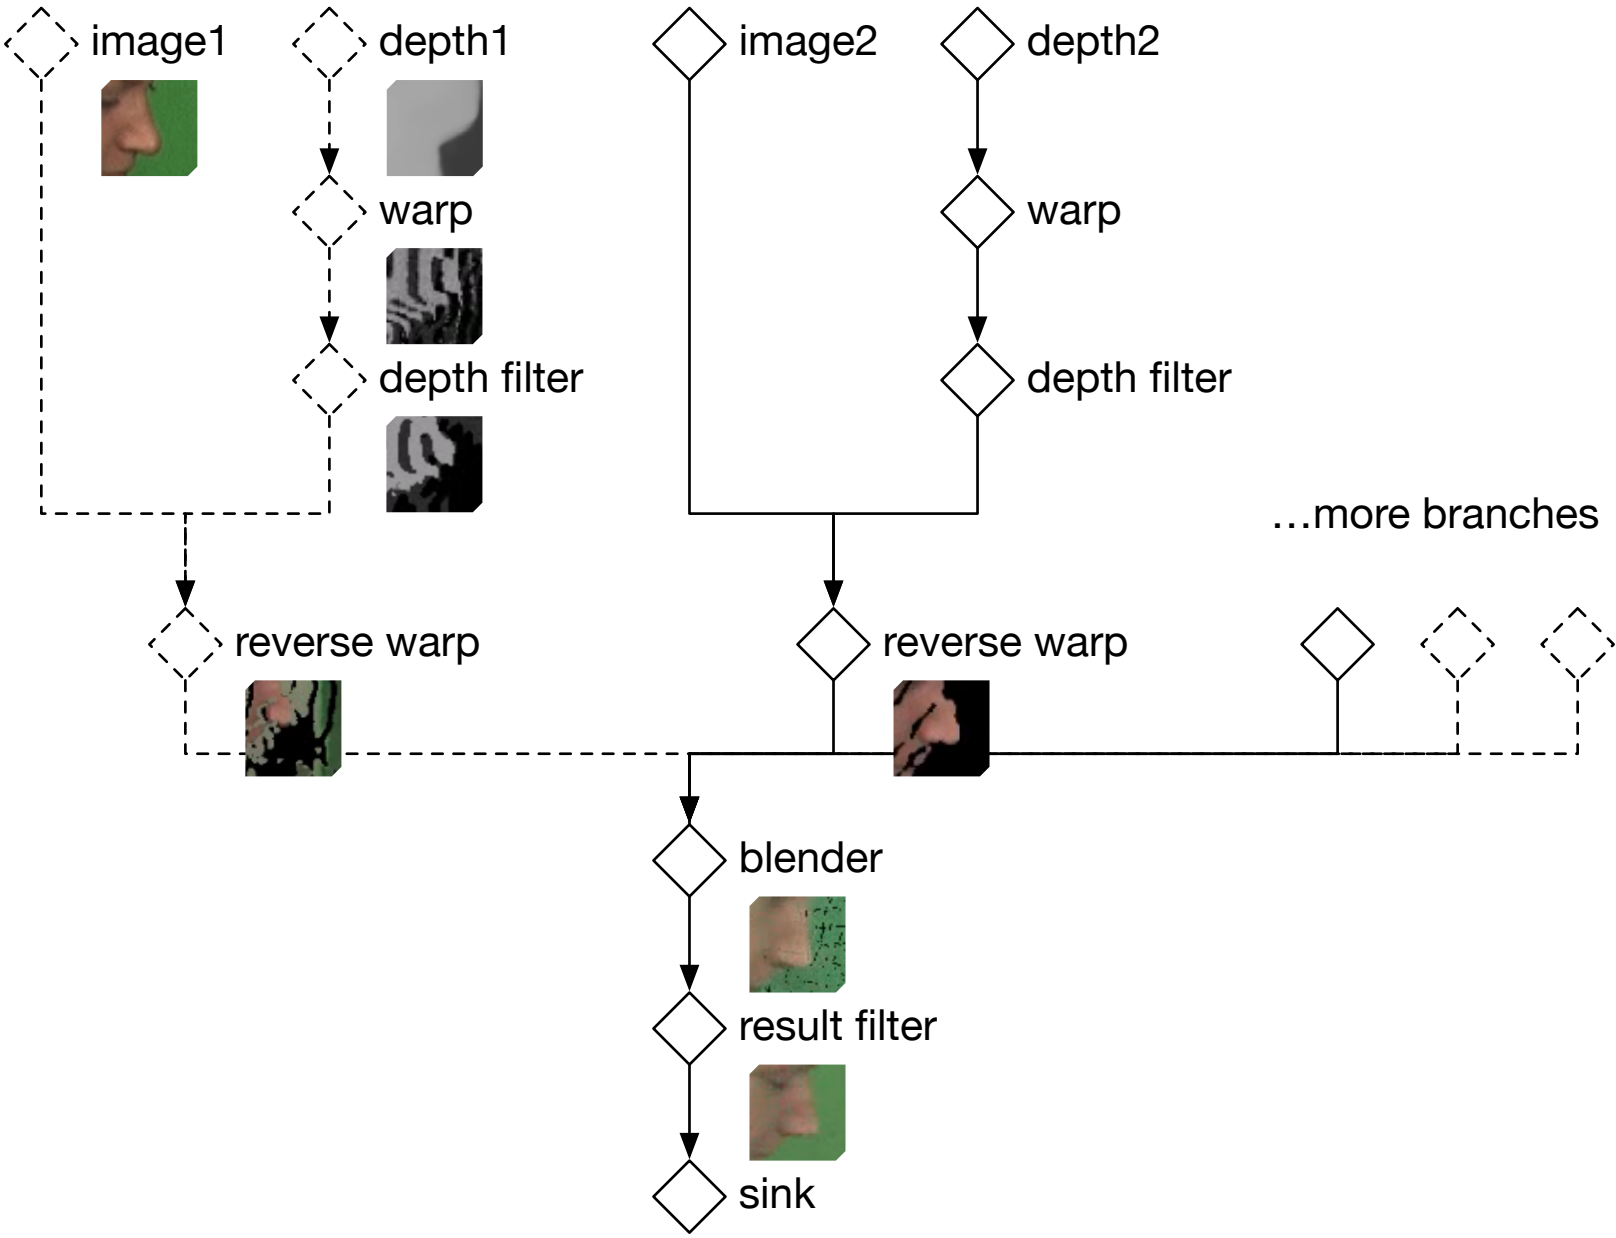 image1
depth1
image2
depth2
warp
warp
depth filter
depth filter
...more branches
reverse warp
reverse warp
blender
result filter
sink